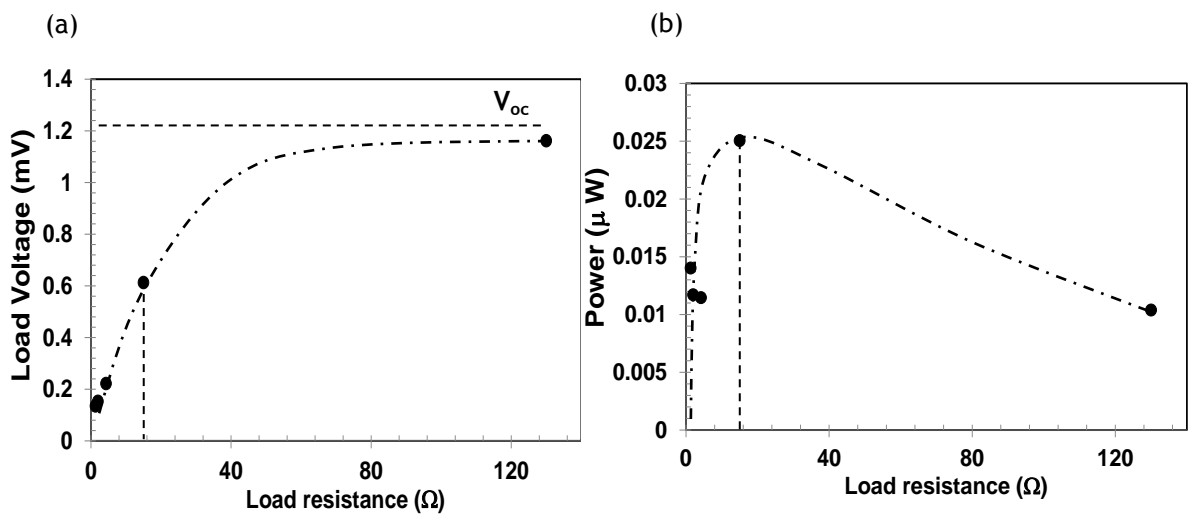 (a)
1.4
1.2
1
0.8
0.6
0.4
0.2
0
Load Voltage (mV)
V_oc
0 40 80 120
Load resistance (Ω)
(b)
0.03
0.025
0.02
0.015
0.01
0.005
0
Power (μ W)
0 40 80 120
Load resistance (Ω)